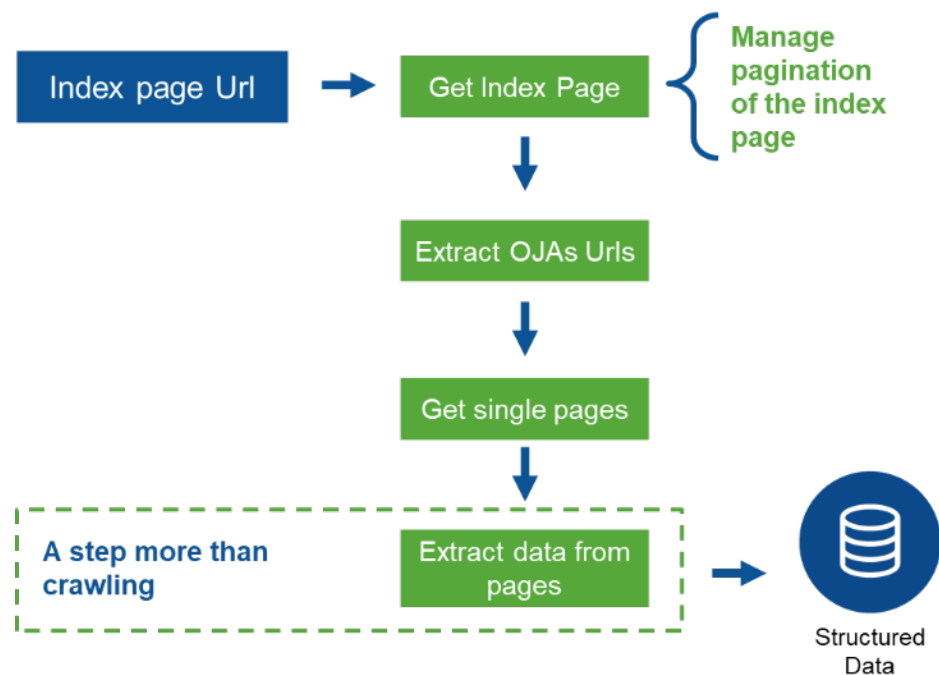 Index page Url
Get Index Page
Manage
pagination
of the index
page
Extract OJAs Urls
Get single pages
A step more than
crawling
Extract data from
pages
Structured
Data